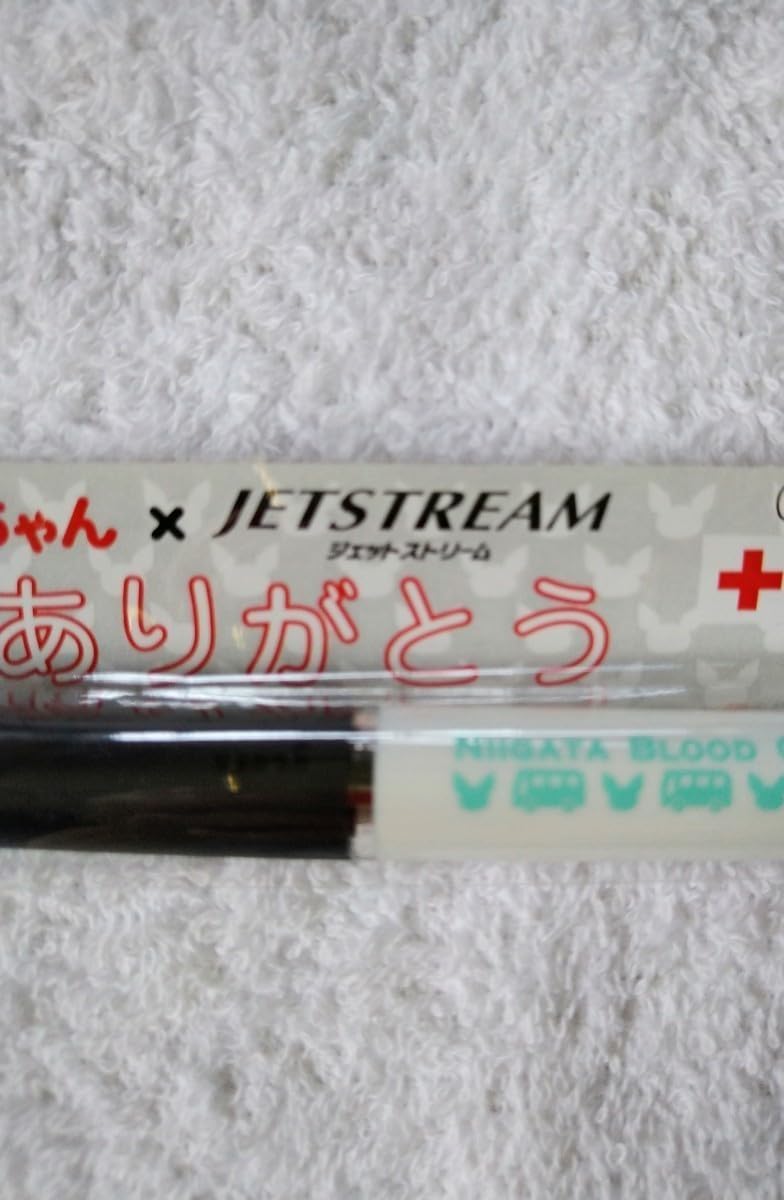 ちゃん × JETSTREAM
ジェットストリーム
ありがとう
NIIGATA BLOOD